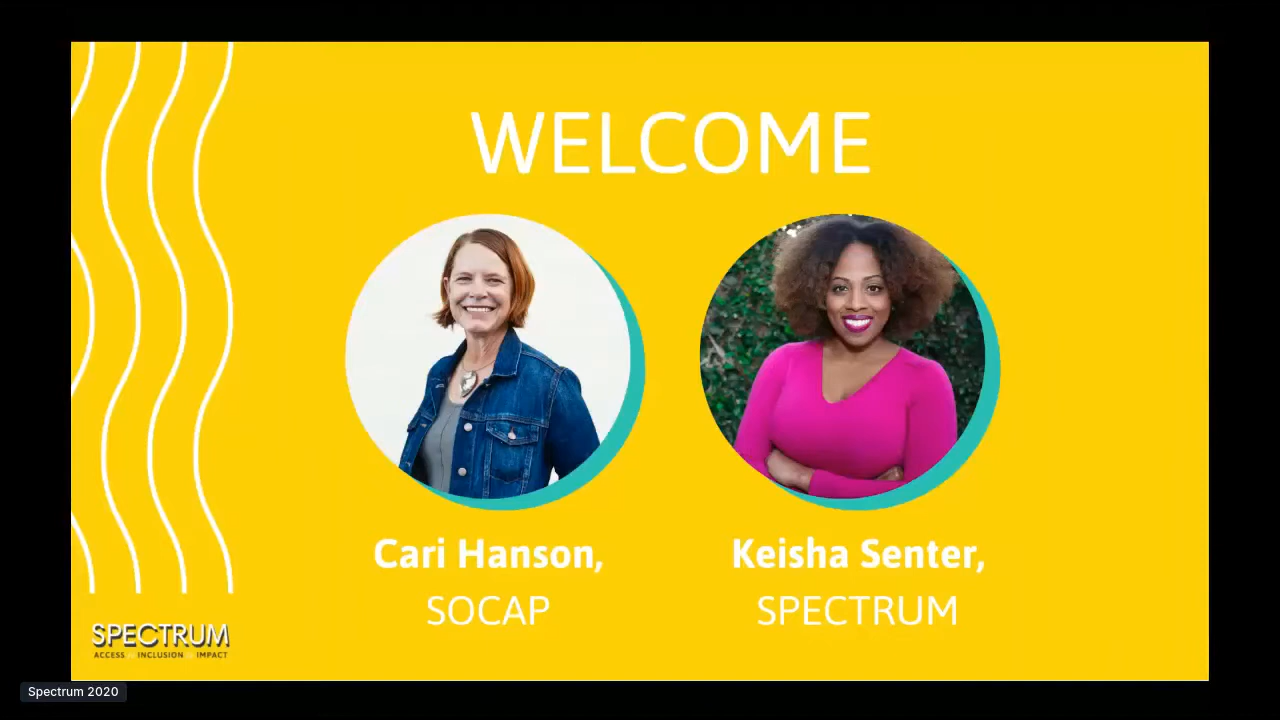 WELCOME
Cari Hanson,
SOCAP
Keisha Senter,
SPECTRUM
SPECTRUM
ACCESS INCLUSION IMPACT
Spectrum 2020